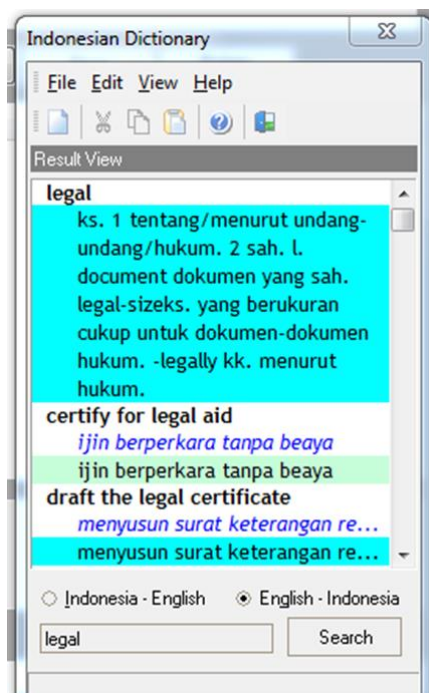 Indonesian Dictionary
File Edit View Help
Result View
legal
ks. 1 tentang/menurut undang-
undang/hukum. 2 sah. l.
document dokumen yang sah.
legal-sizeks. yang berukuran
cukup untuk dokumen-dokumen
hukum. -legally kk. menurut
hukum.
certify for legal aid
ijin berperkara tanpa beaya
ijin berperkara tanpa beaya
draft the legal certificate
menyusun surat keterangan re...
menyusun surat keterangan re...
Indonesia - English English - Indonesia
legal Search